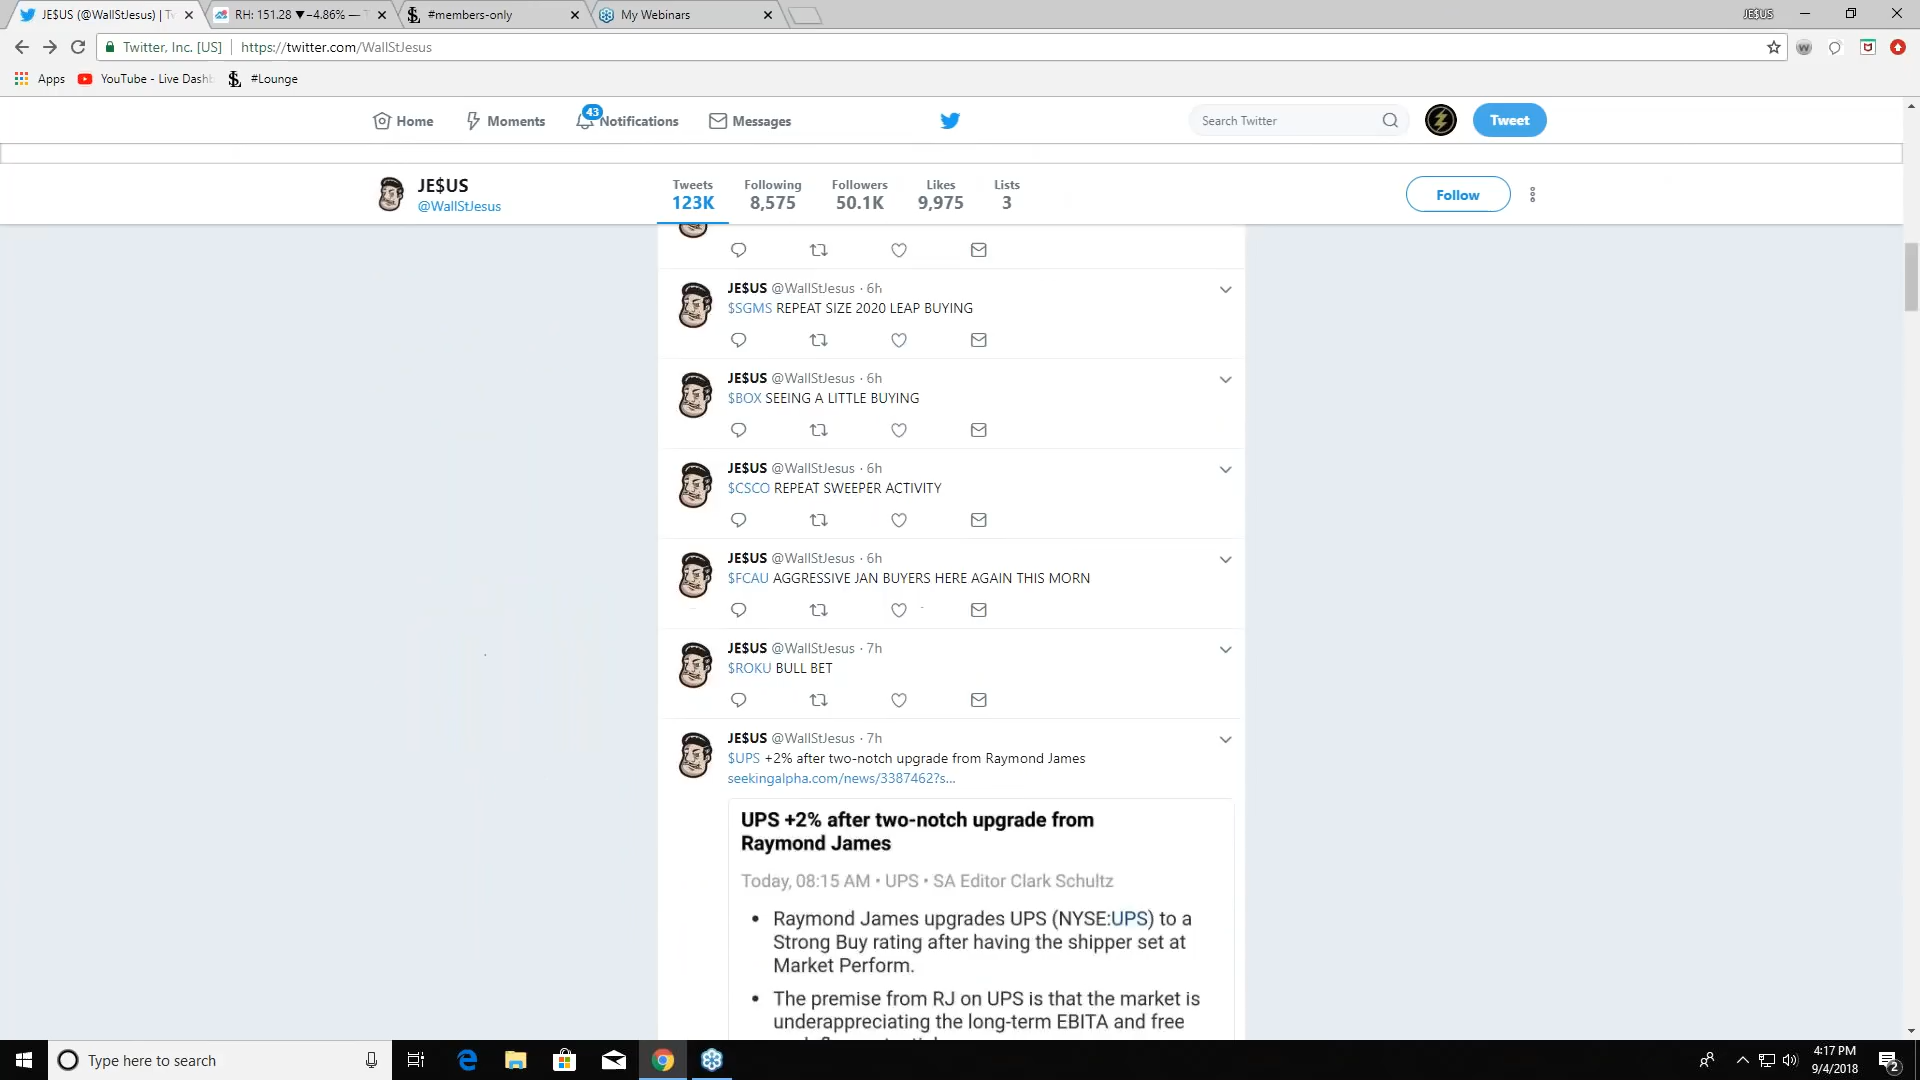 JE$US (@WallStJesus) | Tw
RH: 151.28 ▼−4.86% —
#members-only
My Webinars
JE$US
Twitter, Inc. [US]
https://twitter.com/WallStJesus
Apps
YouTube - Live Dashb
#Lounge
Home
Moments
43
Notifications
Messages
Search Twitter
Tweet
JE$US
@WallStJesus
Tweets
123K
Following
8,575
Followers
50.1K
Likes
9,975
Lists
3
Follow
JE$US @WallStJesus · 6h
$SGMS REPEAT SIZE 2020 LEAP BUYING
JE$US @WallStJesus · 6h
$BOX SEEING A LITTLE BUYING
JE$US @WallStJesus · 6h
$CSCO REPEAT SWEEPER ACTIVITY
JE$US @WallStJesus · 6h
$FCAU AGGRESSIVE JAN BUYERS HERE AGAIN THIS MORN
JE$US @WallStJesus · 7h
$ROKU BULL BET
JE$US @WallStJesus · 7h
$UPS +2% after two-notch upgrade from Raymond James
seekingalpha.com/news/3387462?s...
UPS +2% after two-notch upgrade from
Raymond James
Today, 08:15 AM • UPS • SA Editor Clark Schultz
• Raymond James upgrades UPS (NYSE:UPS) to a
Strong Buy rating after having the shipper set at
Market Perform.
• The premise from RJ on UPS is that the market is
underappreciating the long-term EBITA and free
Type here to search
4:17 PM
9/4/2018
2